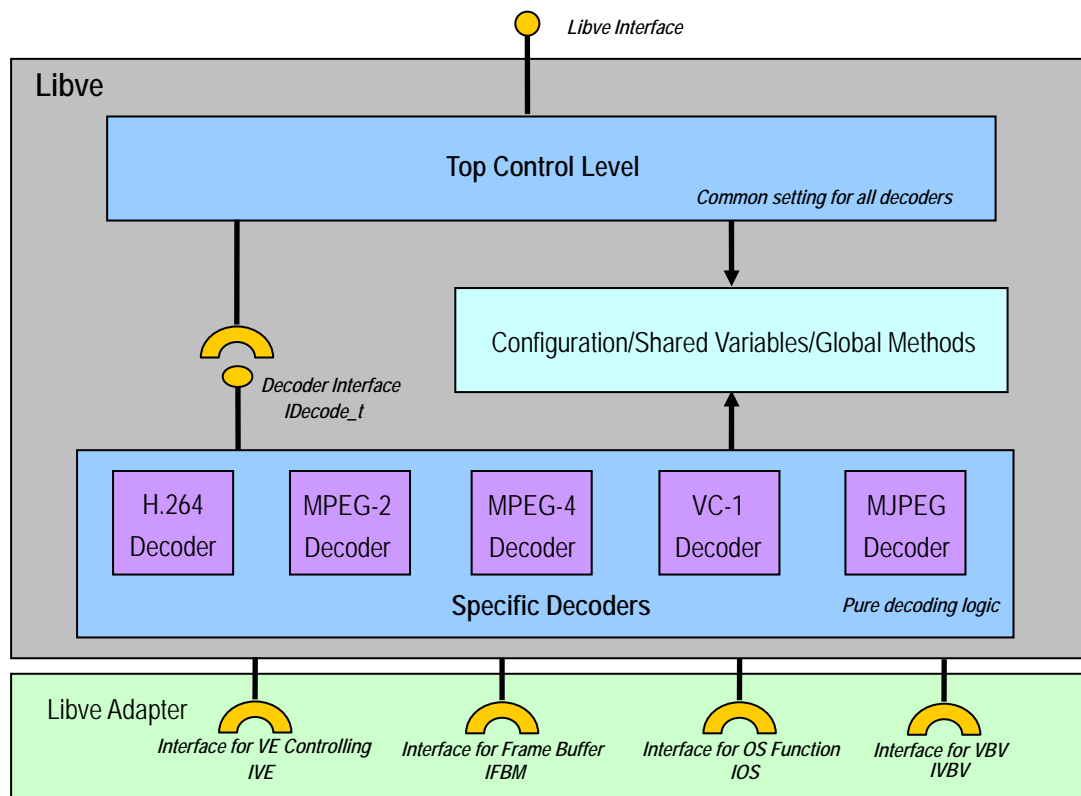 Libve Interface
Libve
Top Control Level
Common setting for all decoders
Configuration/Shared Variables/Global Methods
Decoder Interface
IDecode_t
H.264
Decoder
MPEG-2
Decoder
MPEG-4
Decoder
VC-1
Decoder
MJPEG
Decoder
Specific Decoders
Pure decoding logic
Libve Adapter
Interface for VE Controlling
IVE
Interface for Frame Buffer
IFBM
Interface for OS Function
IOS
Interface for VBV
IVBV